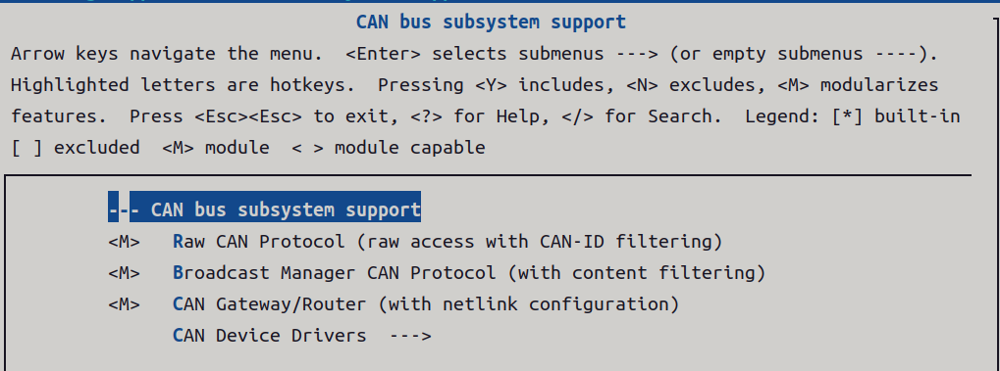 CAN bus subsystem support
Arrow keys navigate the menu.  <Enter> selects submenus ---> (or empty submenus ----).
Highlighted letters are hotkeys.  Pressing <Y> includes, <N> excludes, <M> modularizes
features.  Press <Esc><Esc> to exit, <?> for Help, </> for Search.  Legend: [*] built-in
[ ] excluded  <M> module  < > module capable
--- CAN bus subsystem support
<M>   Raw CAN Protocol (raw access with CAN-ID filtering)
<M>   Broadcast Manager CAN Protocol (with content filtering)
<M>   CAN Gateway/Router (with netlink configuration)
CAN Device Drivers  --->